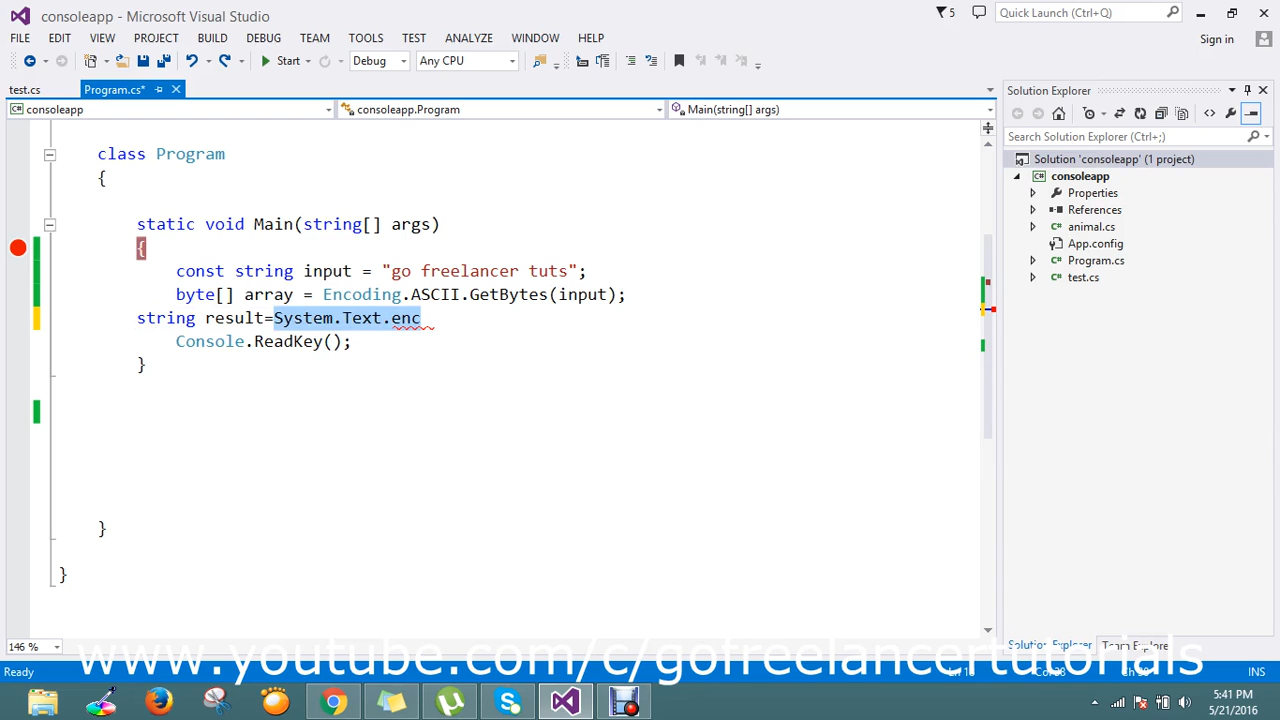 consoleapp - Microsoft Visual Studio
5
Quick Launch (Ctrl+Q)
FILE EDIT VIEW PROJECT BUILD DEBUG TEAM TOOLS TEST ANALYZE WINDOW HELP
Sign in
Start Debug Any CPU
test.cs Program.cs*
Solution Explorer
consoleapp consoleapp.Program Main(string[] args)
Search Solution Explorer (Ctrl+;)
Solution 'consoleapp' (1 project)
consoleapp
Properties
References
animal.cs
App.config
Program.cs
test.cs
class Program
{
static void Main(string[] args)
{
const string input = "go freelancer tuts";
byte[] array = Encoding.ASCII.GetBytes(input);
string result=System.Text.enc
Console.ReadKey();
}
}
}
146 %
Solution Explorer Team Explorer
www.youtube.com/c/gofreelancertutorials
Ready
INS
5:41 PM
5/21/2016